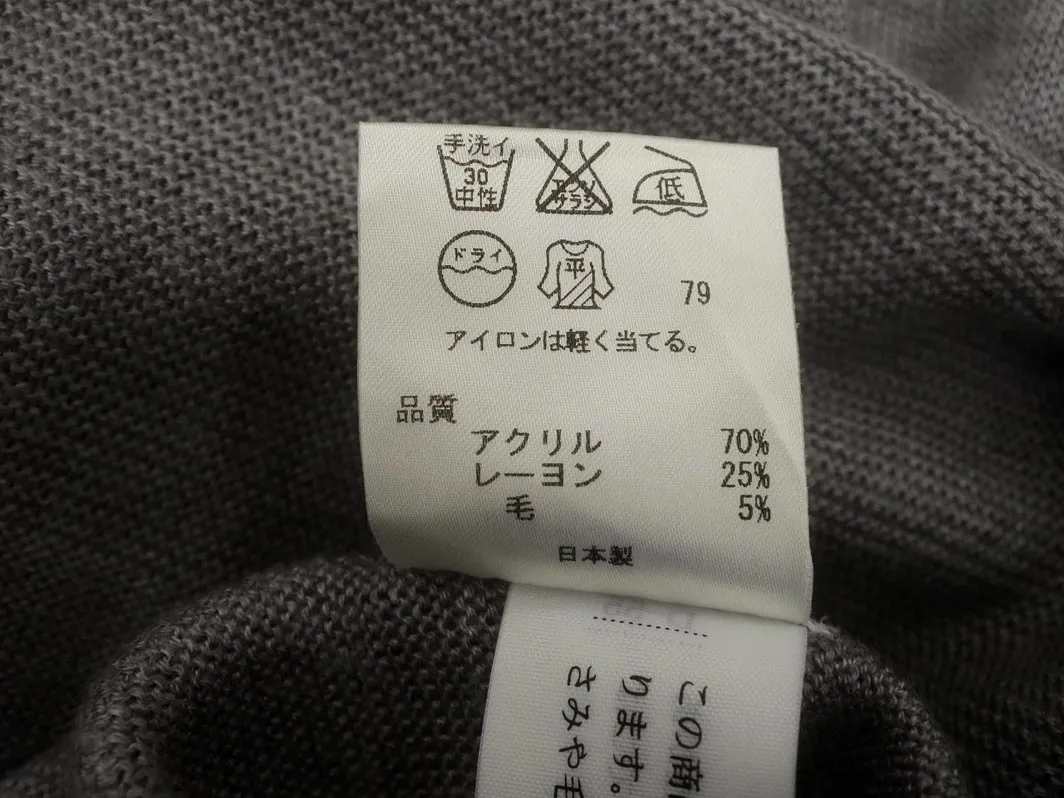 手洗イ
30
中性
エンソ
サラシ
低
ドライ
平
79
アイロンは軽く当てる。
品質
アクリル 70%
レーヨン 25%
毛 5%
日本製
この商
ります。
さみや毛